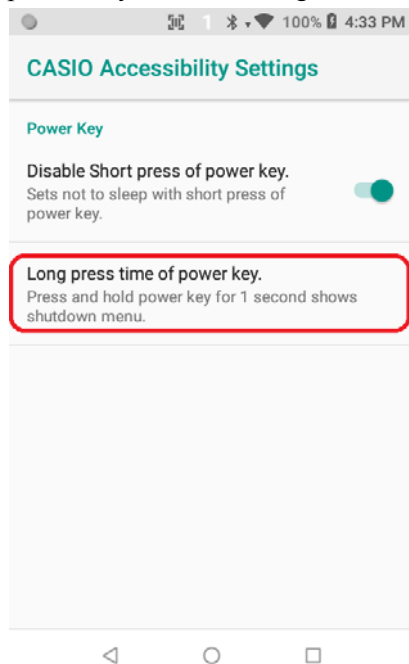 1 100% 4:33 PM
CASIO Accessibility Settings
Power Key
Disable Short press of power key.
Sets not to sleep with short press of
power key.
Long press time of power key.
Press and hold power key for 1 second shows
shutdown menu.